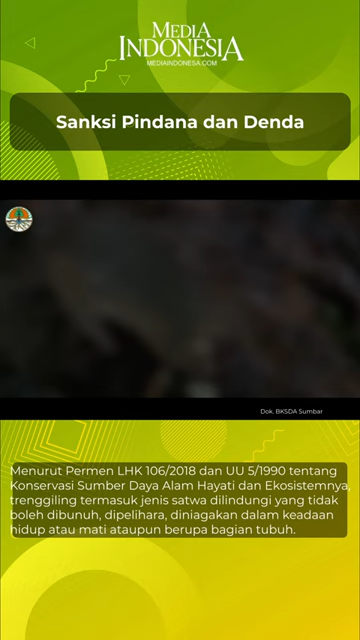 MEDIA
INDONESIA
MEDIAINDONESA.COM
Sanksi Pindana dan Denda
Dok. BKSDA Sumbar
Menurut Permen LHK 106/2018 dan UU 5/1990 tentang
Konservasi Sumber Daya Alam Hayati dan Ekosistemnya,
trenggiling termasuk jenis satwa dilindungi yang tidak
boleh dibunuh, dipelihara, diniagakan dalam keadaan
hidup atau mati ataupun berupa bagian tubuh.